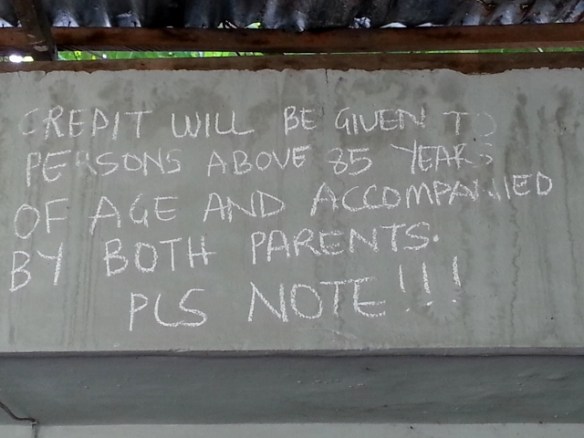 CREDIT WILL BE GIVEN TO
PERSONS ABOVE 85 YEARS
OF AGE AND ACCOMPANIED
BY BOTH PARENTS.
PLS NOTE!!!